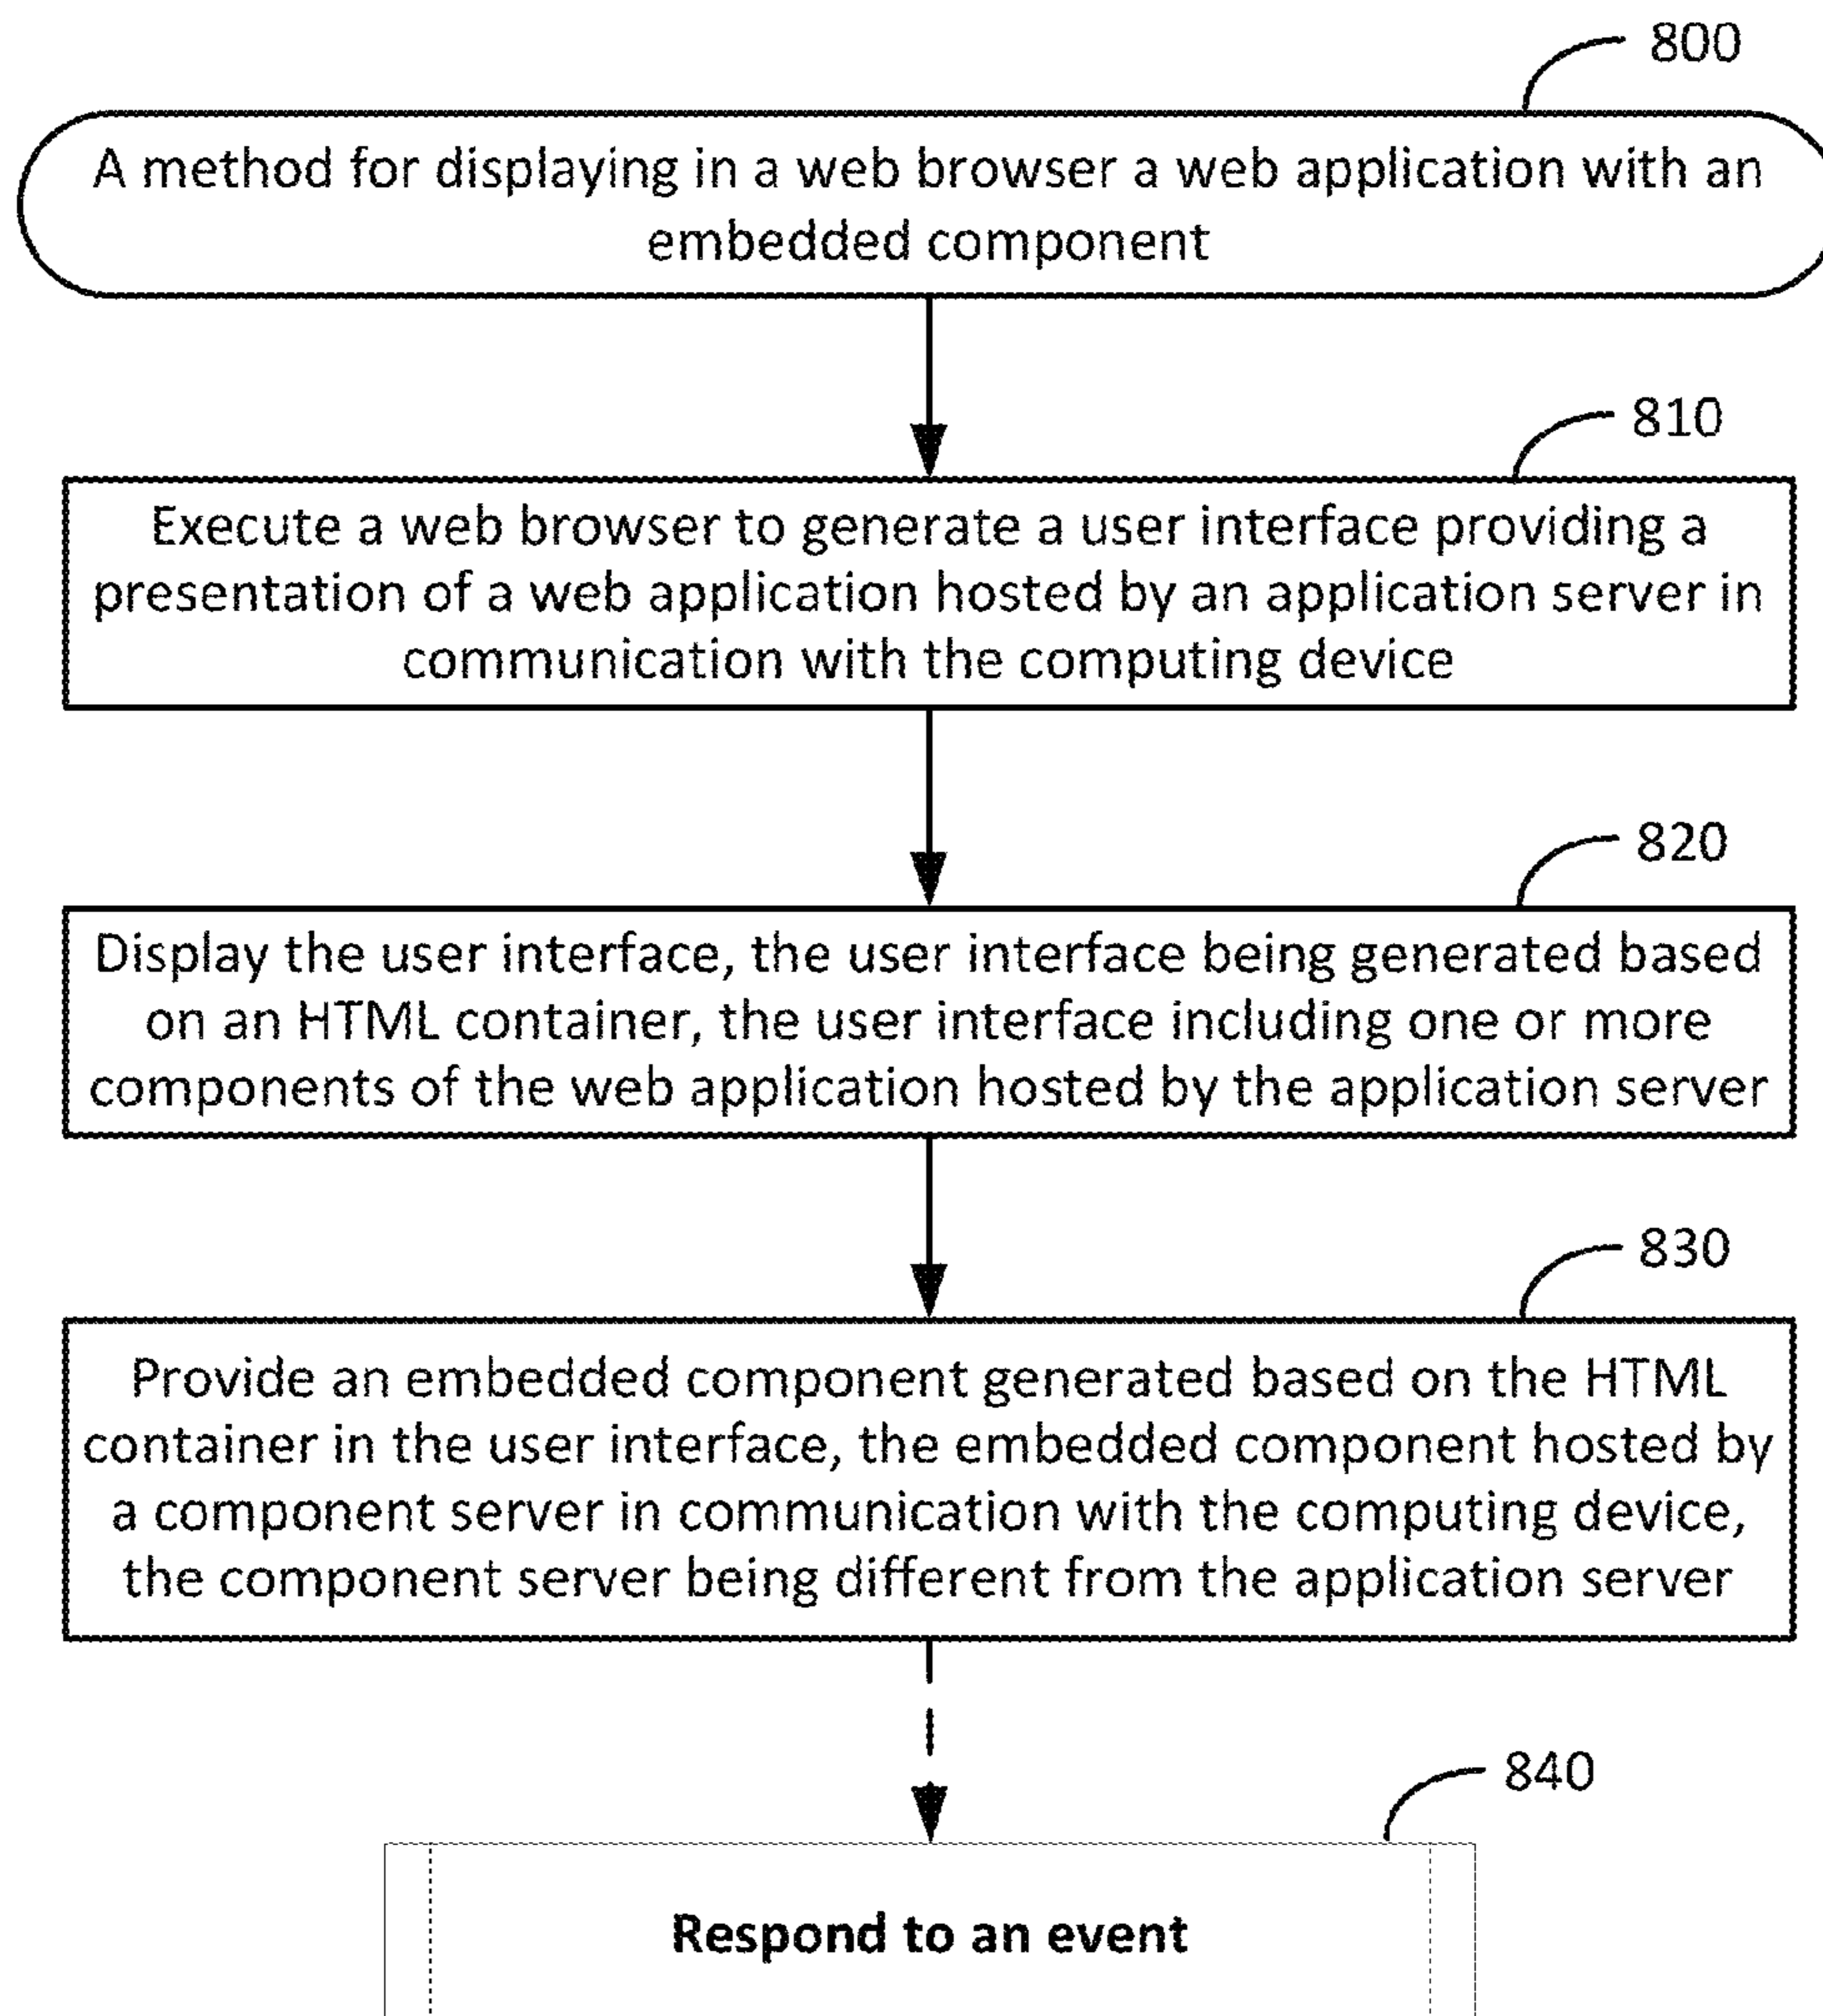 800
A method for displaying in a web browser a web application with an
embedded component
810
Execute a web browser to generate a user interface providing a
presentation of a web application hosted by an application server in
communication with the computing device
820
Display the user interface, the user interface being generated based
on an HTML container, the user interface including one or more
components of the web application hosted by the application server
830
Provide an embedded component generated based on the HTML
container in the user interface, the embedded component hosted by
a component server in communication with the computing device,
the component server being different from the application server
840
Respond to an event